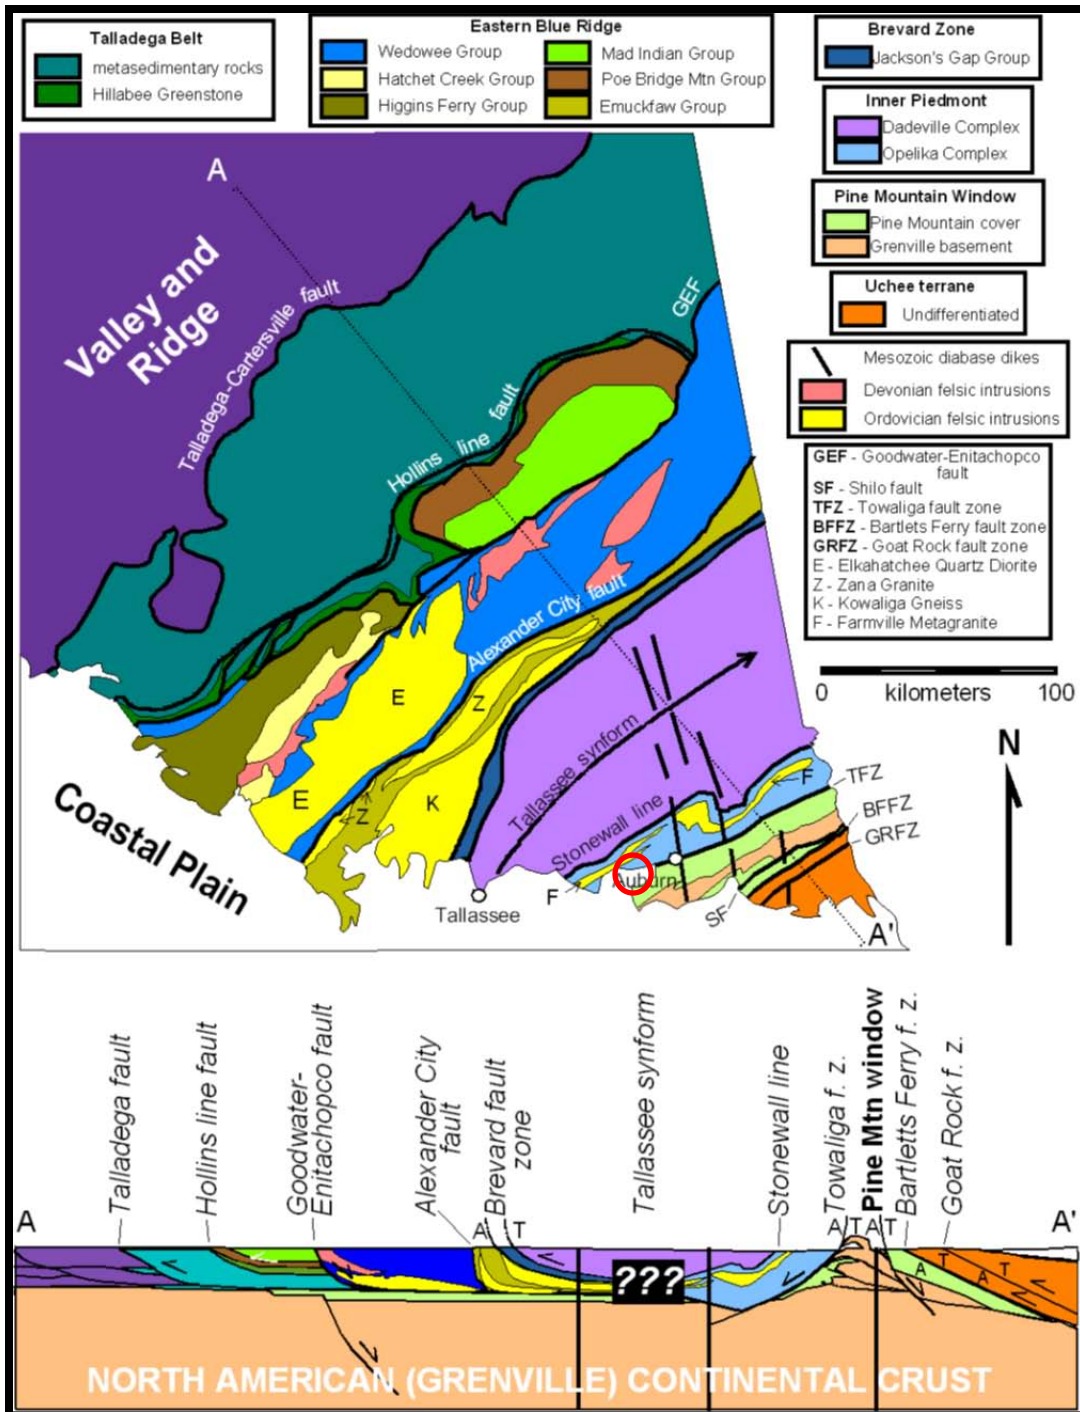 Talladega Belt
metasedimentary rocks
Hillabee Greenstone
Eastern Blue Ridge
Wedowee Group
Mad Indian Group
Hatchet Creek Group
Poe Bridge Mtn Group
Higgins Ferry Group
Emuckfaw Group
Brevard Zone
Jackson's Gap Group
Inner Piedmont
Dadeville Complex
Opelika Complex
Pine Mountain Window
Pine Mountain cover
Grenville basement
Uchee terrane
Undifferentiated
Mesozoic diabase dikes
Devonian felsic intrusions
Ordovician felsic intrusions
GEF - Goodwater-Enitachopco
fault
SF - Shilo fault
TFZ - Towaliga fault zone
BFFZ - Bartlets Ferry fault zone
GRFZ - Goat Rock fault zone
E - Elkahatchee Quartz Diorite
Z - Zana Granite
K - Kowaliga Gneiss
F - Farmville Metagranite
0 kilometers 100
N
A
Valley and
Ridge
Talladega-Cartersville fault
GEF
Hollins line fault
Alexander City fault
E
Z
E
Z
K
Tallassee synform
Stonewall line
F
TFZ
BFFZ
GRFZ
Coastal Plain
Auburn
F
Tallassee
SF
A'
Talladega fault
Hollins line fault
Goodwater-
Enitachopco fault
Alexander City
fault
Brevard fault
zone
Tallassee synform
Stonewall line
Towaliga f. z.
Pine Mtn window
Bartletts Ferry f. z.
Goat Rock f. z.
A
A T
A T A T
A'
???
A T
A T
NORTH AMERICAN (GRENVILLE) CONTINENTAL CRUST